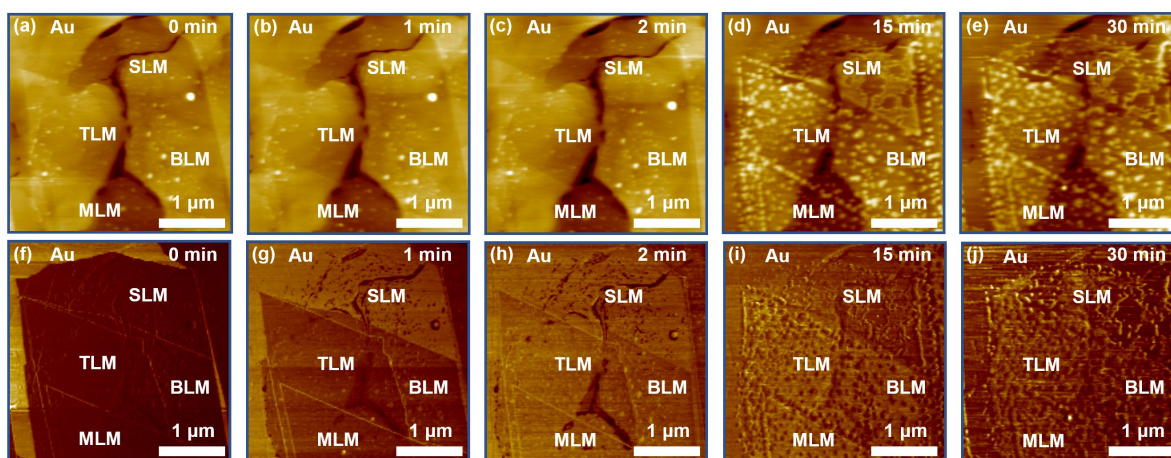 (a) Au 0 min
SLM
TLM
BLM
MLM
1 µm
(b) Au 1 min
SLM
TLM
BLM
MLM
1 µm
(c) Au 2 min
SLM
TLM
BLM
MLM
1 µm
(d) Au 15 min
SLM
TLM
BLM
MLM
1 µm
(e) Au 30 min
SLM
TLM
BLM
MLM
1 µm
(f) Au 0 min
SLM
TLM
BLM
MLM
1 µm
(g) Au 1 min
SLM
TLM
BLM
MLM
1 µm
(h) Au 2 min
SLM
TLM
BLM
MLM
1 µm
(i) Au 15 min
SLM
TLM
BLM
MLM
1 µm
(j) Au 30 min
SLM
TLM
BLM
MLM
1 µm